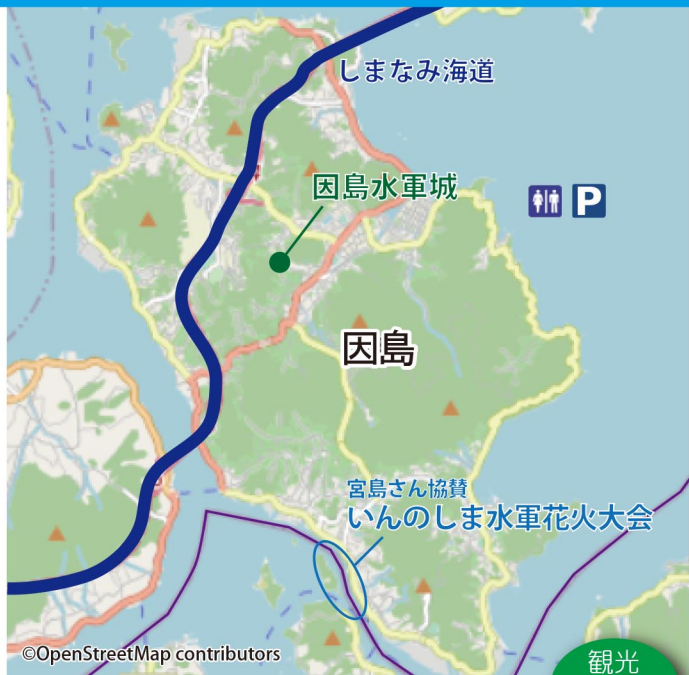 しまなみ海道
因島水軍城
P
因島
宮島さん協賛
いんのしま水軍花火大会
©OpenStreetMap contributors
観光